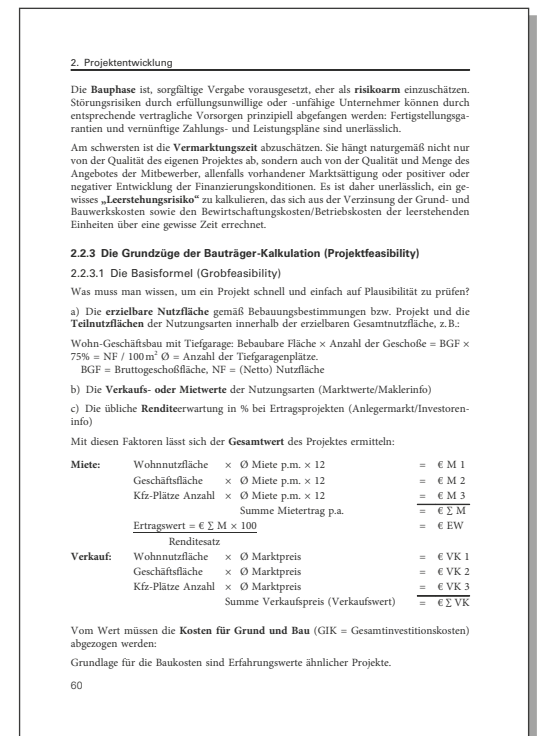 2. Projektentwicklung
Die Bauphase ist, sorgfältige Vergabe vorausgesetzt, eher als risikoarm einzuschätzen.
Störungsrisiken durch erfüllungsunwillige oder -unfähige Unternehmer können durch
entsprechende vertragliche Vorsorgen prinzipiell abgefangen werden: Fertigstellungsga-
rantien und vernünftige Zahlungs- und Leistungspläne sind unerlässlich.
Am schwersten ist die Vermarktungszeit abzuschätzen. Sie hängt naturgemäß nicht nur
von der Qualität des eigenen Projektes ab, sondern auch von der Qualität und Menge des
Angebotes der Mitbewerber, allenfalls vorhandener Marktsättigung oder positiver oder
negativer Entwicklung der Finanzierungskonditionen. Es ist daher unerlässlich, ein ge-
wisses „Leerstehungsrisiko“ zu kalkulieren, das sich aus der Verzinsung der Grund- und
Bauwerkskosten sowie den Bewirtschaftungskosten/Betriebskosten der leerstehenden
Einheiten über eine gewisse Zeit errechnet.
2.2.3 Die Grundzüge der Bauträger-Kalkulation (Projektfeasibility)
2.2.3.1 Die Basisformel (Grobfeasibility)
Was muss man wissen, um ein Projekt schnell und einfach auf Plausibilität zu prüfen?
a) Die erzielbare Nutzfläche gemäß Bebauungsbestimmungen bzw. Projekt und die
Teilnutzflächen der Nutzungsarten innerhalb der erzielbaren Gesamtnutzfläche, z.B.:
Wohn-Geschäftsbau mit Tiefgarage: Bebaubare Fläche × Anzahl der Geschoße = BGF ×
75% = NF / 100 m² Ø = Anzahl der Tiefgaragenplätze.
BGF = Bruttogeschoßfläche, NF = (Netto) Nutzfläche
b) Die Verkaufs- oder Mietwerte der Nutzungsarten (Marktwerte/Maklerinfo)
c) Die übliche Renditeerwartung in % bei Ertragsprojekten (Anlegermarkt/Investoren-
info)
Mit diesen Faktoren lässt sich der Gesamtwert des Projektes ermitteln:
Miete: Wohnnutzfläche × Ø Miete p.m. × 12 = € M 1
Geschäftsfläche × Ø Miete p.m. × 12 = € M 2
Kfz-Plätze Anzahl × Ø Miete p.m. × 12 = € M 3
Summe Mietertrag p.a. = € Σ M
Ertragswert = € Σ M × 100 = € EW
Renditesatz
Verkauf: Wohnnutzfläche × Ø Marktpreis = € VK 1
Geschäftsfläche × Ø Marktpreis = € VK 2
Kfz-Plätze Anzahl × Ø Marktpreis = € VK 3
Summe Verkaufspreis (Verkaufswert) = € Σ VK
Vom Wert müssen die Kosten für Grund und Bau (GIK = Gesamtinvestitionskosten)
abgezogen werden:
Grundlage für die Baukosten sind Erfahrungswerte ähnlicher Projekte.
60